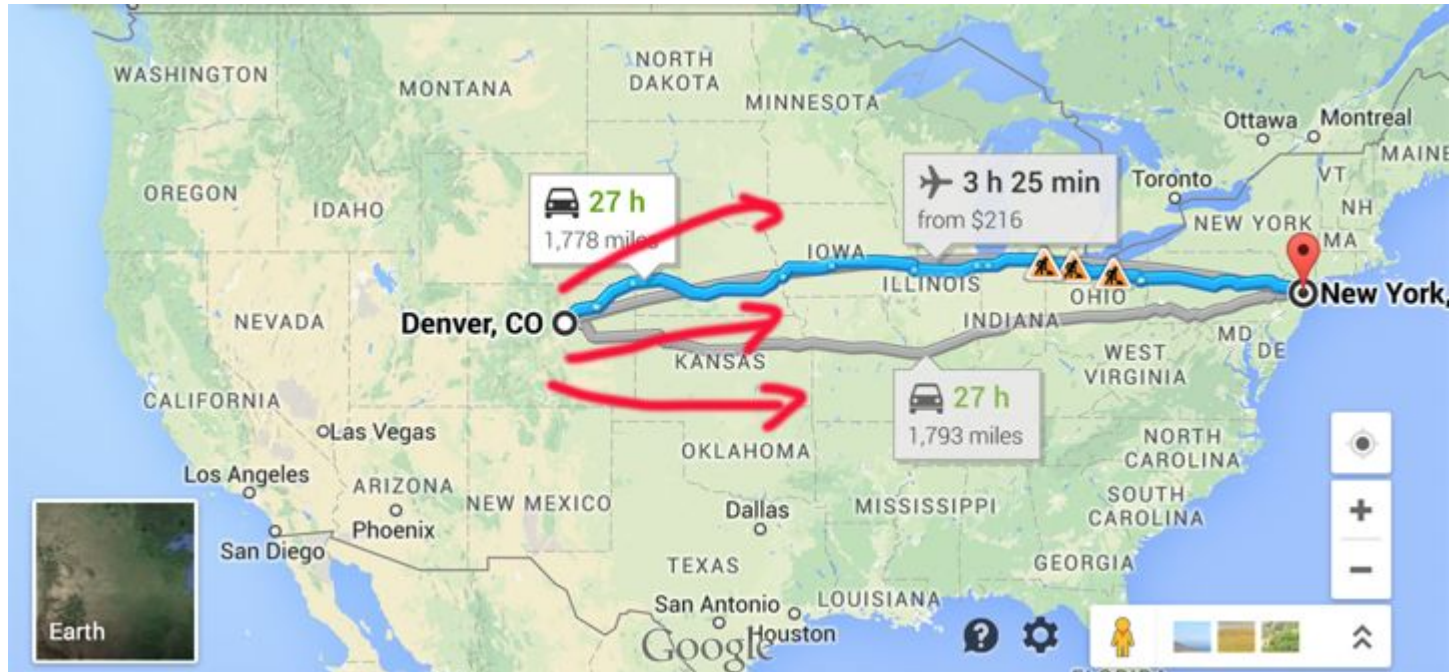 NORTH
DAKOTA
WASHINGTON
MONTANA
MINNESOTA
Ottawa
Montreal
MAINE
OREGON
IDAHO
27 h
1,778 miles
3 h 25 min
from $216
Toronto
VT
NH
NEW YORK
MA
IOWA
ILLINOIS
OHIO
INDIANA
New York,
Denver, CO
NEVADA
KANSAS
WEST
VIRGINIA
MD
DE
27 h
1,793 miles
CALIFORNIA
Las Vegas
OKLAHOMA
NORTH
CAROLINA
Los Angeles
ARIZONA
NEW MEXICO
Phoenix
San Diego
Dallas
MISSISSIPPI
SOUTH
CAROLINA
TEXAS
GEORGIA
San Antonio
LOUISIANA
Houston
Google
Earth